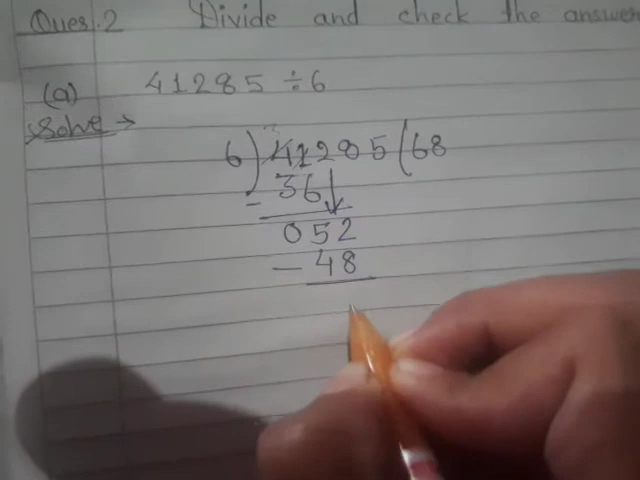 Ques.2 Divide and check the answer
(a) 41285 ÷ 6
Solve →
6) 41285 (68
- 36
052
- 48